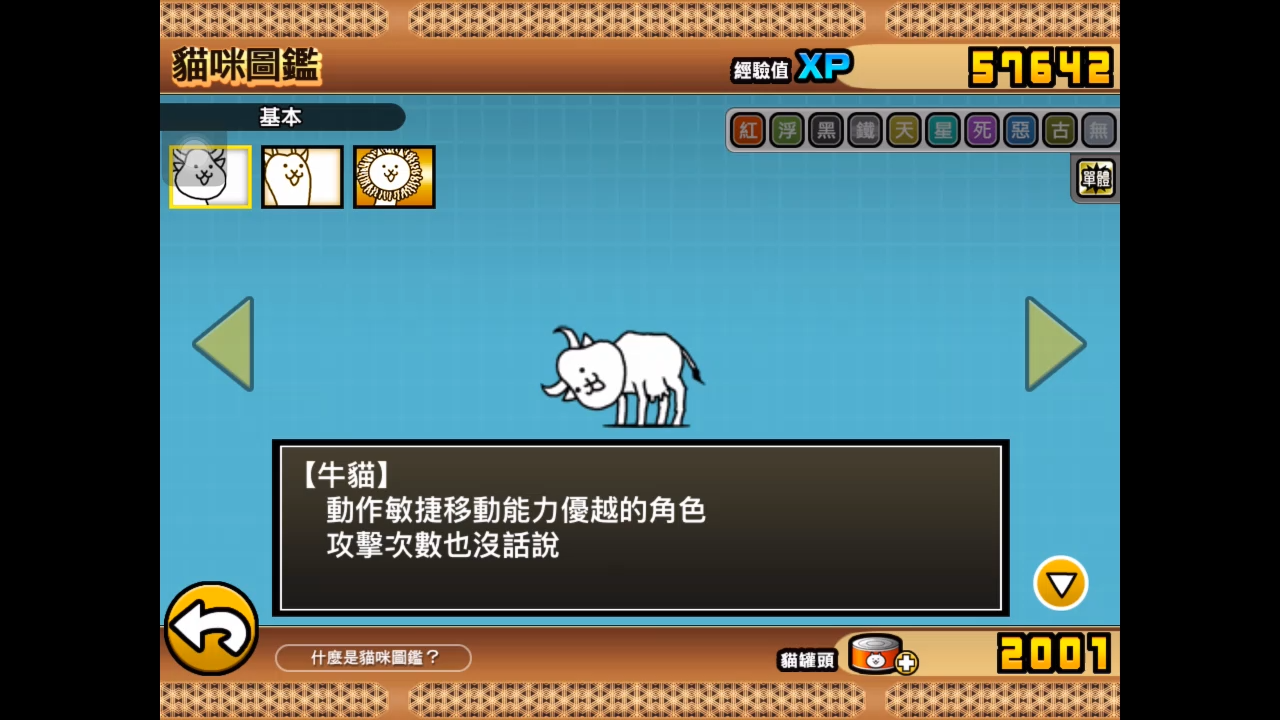 貓咪圖鑑
經驗值 XP 57642
基本
紅 浮 黑 鐵 天 星 死 惡 古 無
單體
【牛貓】
動作敏捷移動能力優越的角色
攻擊次數也沒話說
什麼是貓咪圖鑑？
貓罐頭 2001